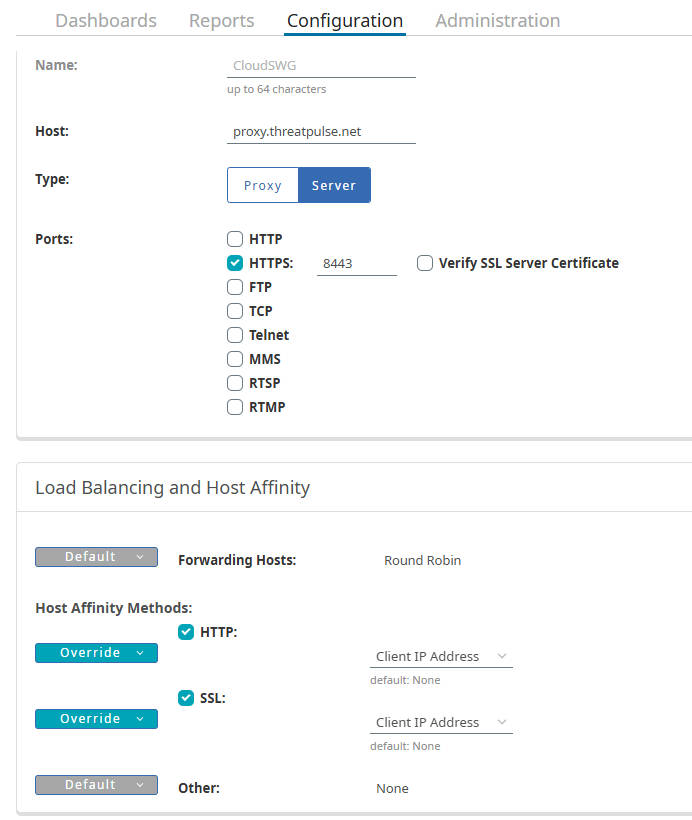 Dashboards Reports Configuration Administration
Name: CloudSWG
up to 64 characters
Host: proxy.threatpulse.net
Type: Proxy Server
Ports: HTTP
HTTPS: 8443 Verify SSL Server Certificate
FTP
TCP
Telnet
MMS
RTSP
RTMP
Load Balancing and Host Affinity
Default Forwarding Hosts: Round Robin
Host Affinity Methods:
HTTP:
Override Client IP Address
default: None
SSL:
Override Client IP Address
default: None
Default Other: None